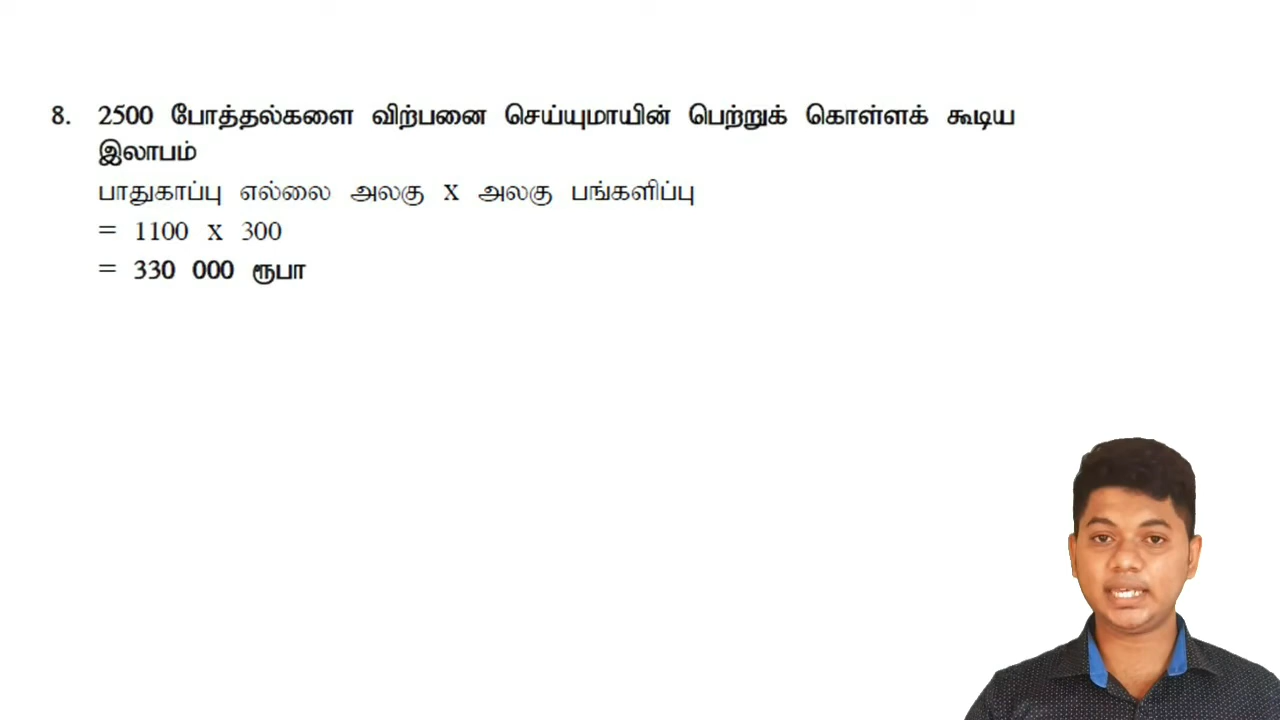 8. 2500 போத்தல்களை விற்பனை செய்யுமாயின் பெற்றுக் கொள்ளக் கூடிய
இலாபம்
பாதுகாப்பு எல்லை அலகு x அலகு பங்களிப்பு
= 1100 x 300
= 330 000 ரூபா